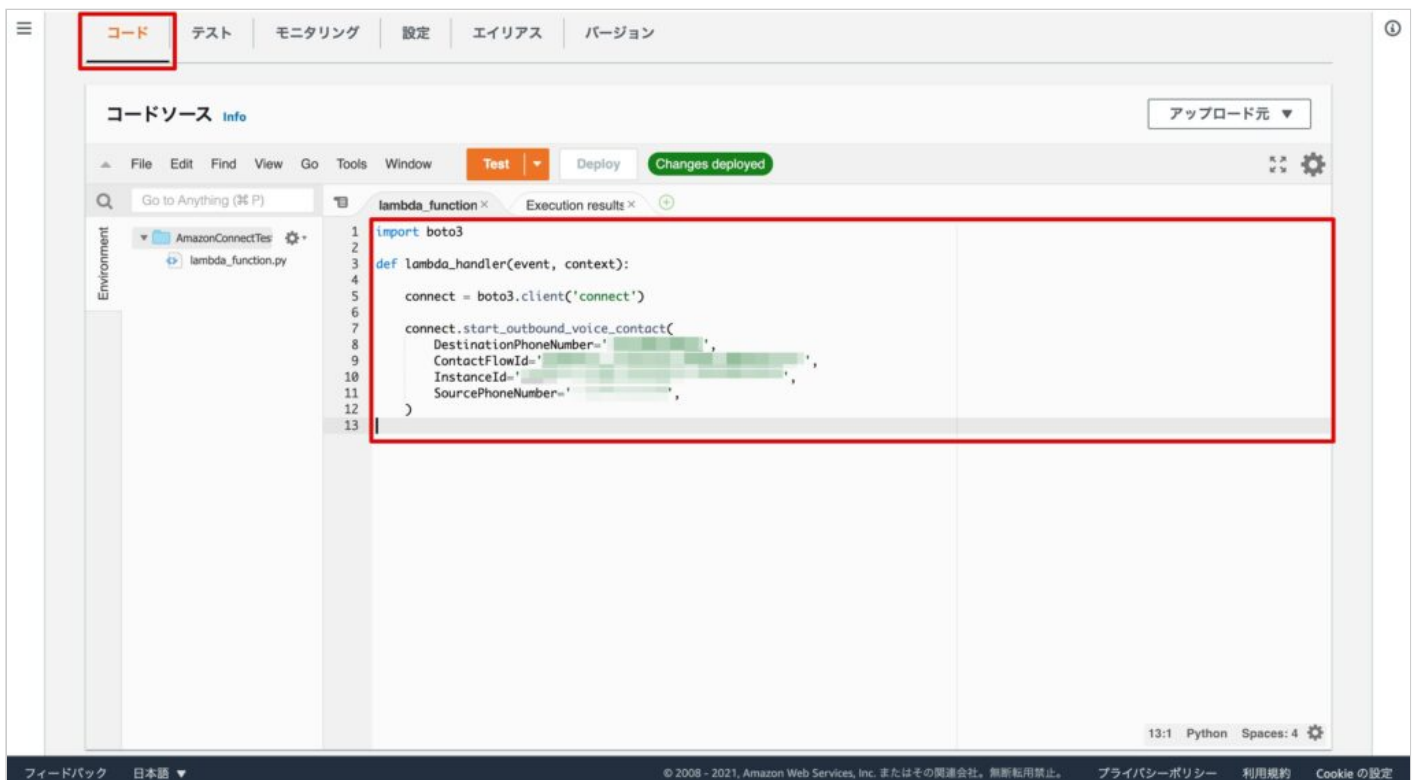 コード テスト モニタリング 設定 エイリアス バージョン
コードソース Info
アップロード元 ▼
File Edit Find View Go Tools Window Test Deploy Changes deployed
Go to Anything (⌘ P)
lambda_function × Execution results ×
Environment
AmazonConnectTes
lambda_function.py
1 import boto3
2
3 def lambda_handler(event, context):
4
5     connect = boto3.client('connect')
6
7     connect.start_outbound_voice_contact(
8         DestinationPhoneNumber='',
9         ContactFlowId='',
10         InstanceId='',
11         SourcePhoneNumber='',
12     )
13
13:1 Python Spaces: 4
フィードバック 日本語 ▼ © 2008 - 2021, Amazon Web Services, Inc. またはその関連会社。無断転用禁止。 プライバシーポリシー 利用規約 Cookie の設定